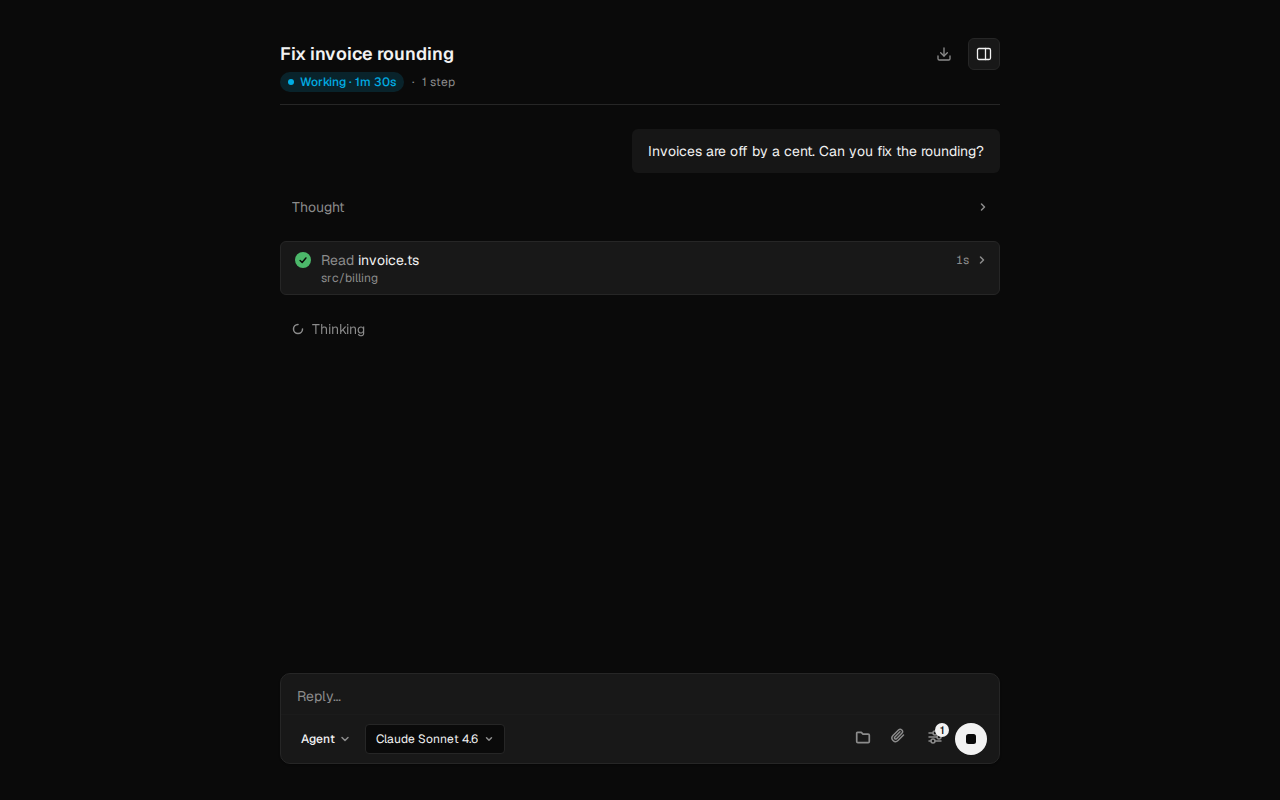 Fix invoice rounding
Working · 1m 30s · 1 step
Invoices are off by a cent. Can you fix the rounding?
Thought
Read invoice.ts 1s
src/billing
Thinking
Reply...
Agent Claude Sonnet 4.6 1